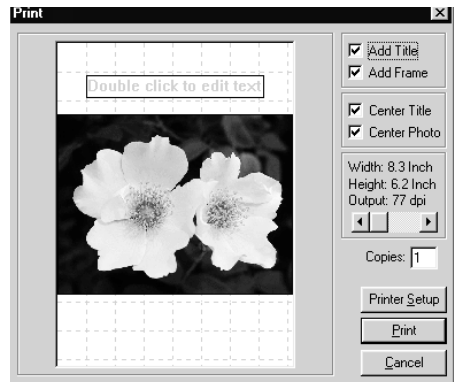 Print
Double click to edit text
Add Title
Add Frame
Center Title
Center Photo
Width: 8.3 Inch
Height: 6.2 Inch
Output: 77 dpi
Copies: 1
Printer Setup
Print
Cancel